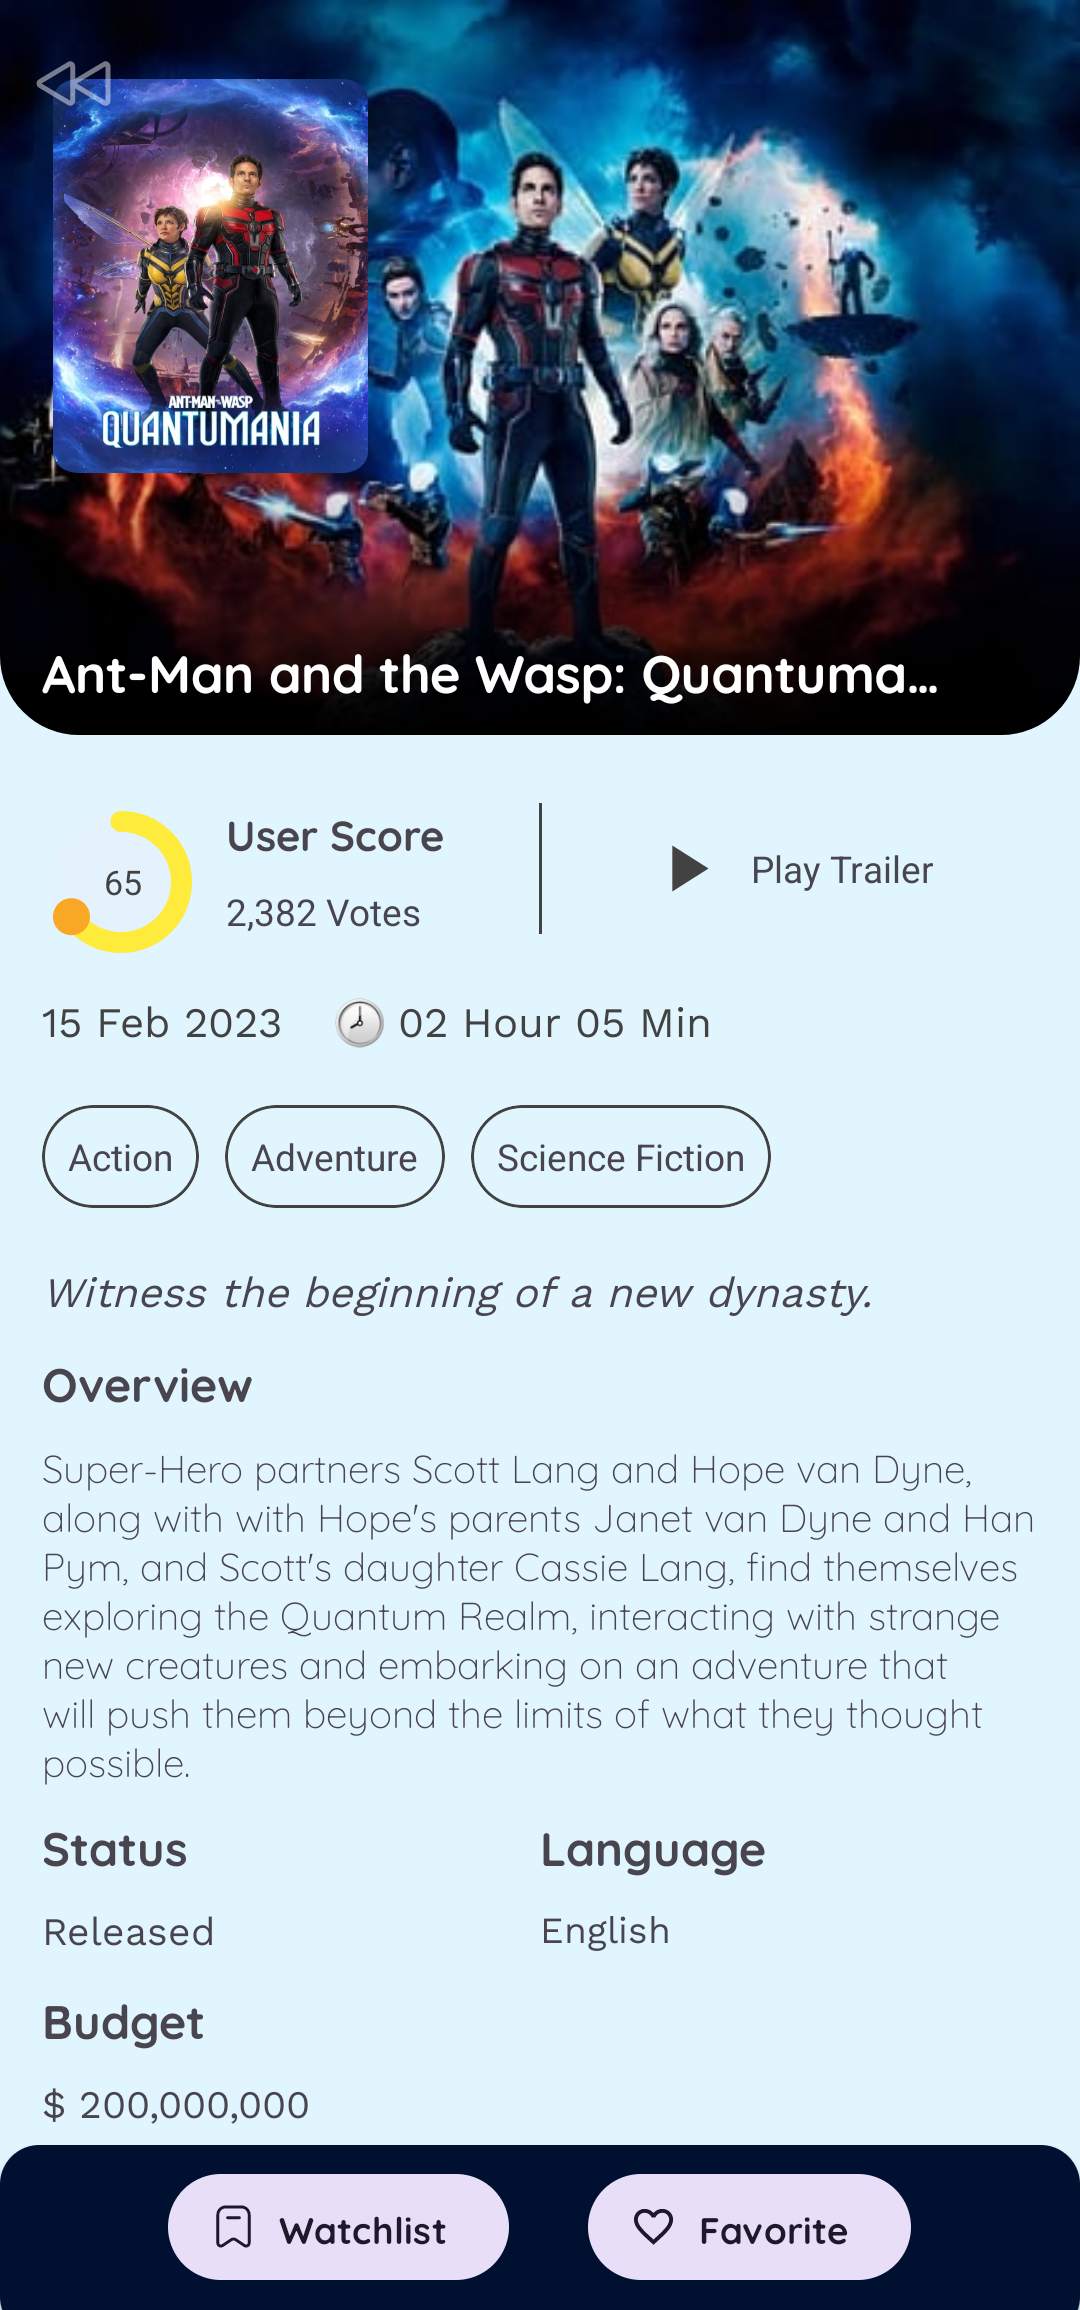 ANT-MAN AND THE WASP
QUANTUMANIA
Ant-Man and the Wasp: Quantuma...
65
User Score
2,382 Votes
Play Trailer
15 Feb 2023
02 Hour 05 Min
Action
Adventure
Science Fiction
Witness the beginning of a new dynasty.
Overview
Super-Hero partners Scott Lang and Hope van Dyne,
along with with Hope's parents Janet van Dyne and Han
Pym, and Scott's daughter Cassie Lang, find themselves
exploring the Quantum Realm, interacting with strange
new creatures and embarking on an adventure that
will push them beyond the limits of what they thought
possible.
Status
Language
Released
English
Budget
$ 200,000,000
Watchlist
Favorite